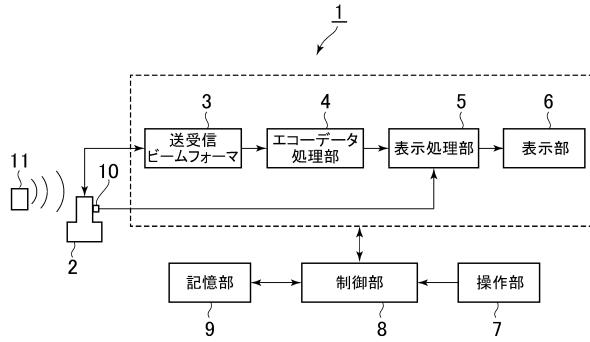 1
3
4
5
6
送受信
ビームフォーマ
エコーデータ
処理部
表示処理部
表示部
11
10
2
記憶部
制御部
操作部
9
8
7